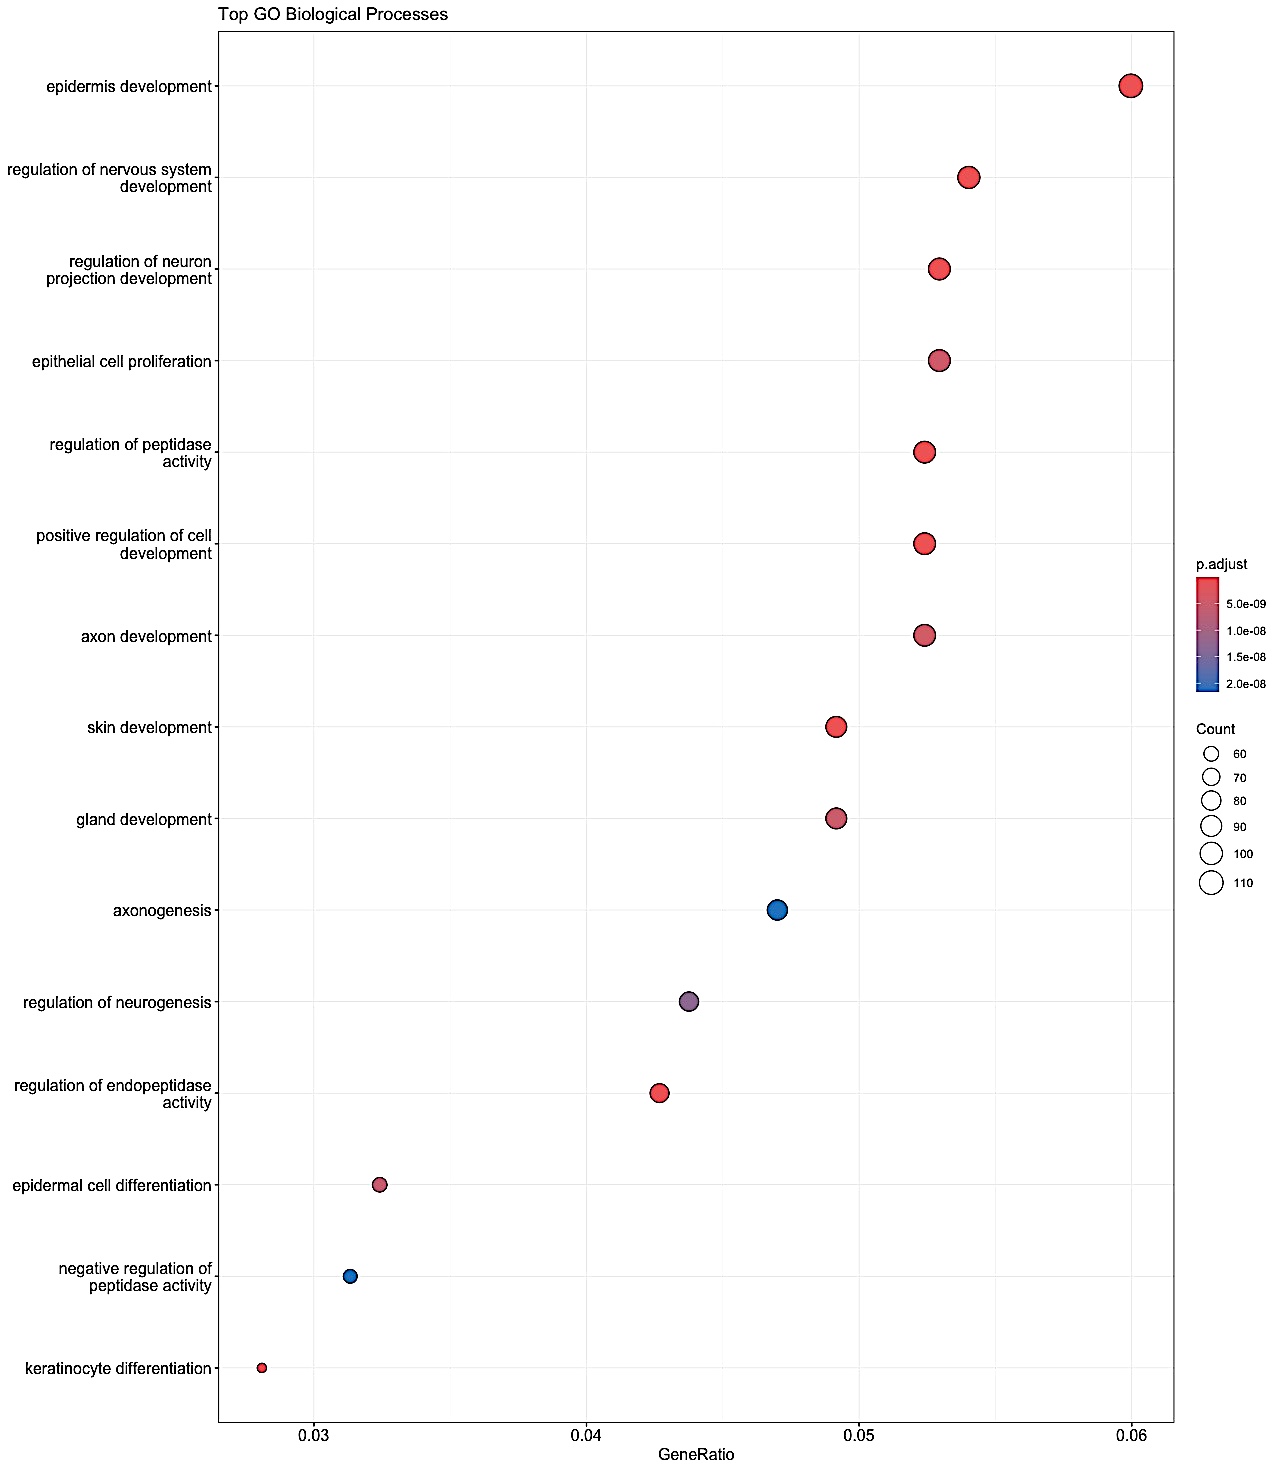 Top GO Biological Processes
epidermis development
regulation of nervous system
development
regulation of neuron
projection development
epithelial cell proliferation
regulation of peptidase
activity
positive regulation of cell
development
axon development
skin development
gland development
axonogenesis
regulation of neurogenesis
regulation of endopeptidase
activity
epidermal cell differentiation
negative regulation of
peptidase activity
keratinocyte differentiation
0.03
0.04
0.05
0.06
GeneRatio
p.adjust
5.0e-09
1.0e-08
1.5e-08
2.0e-08
Count
60
70
80
90
100
110